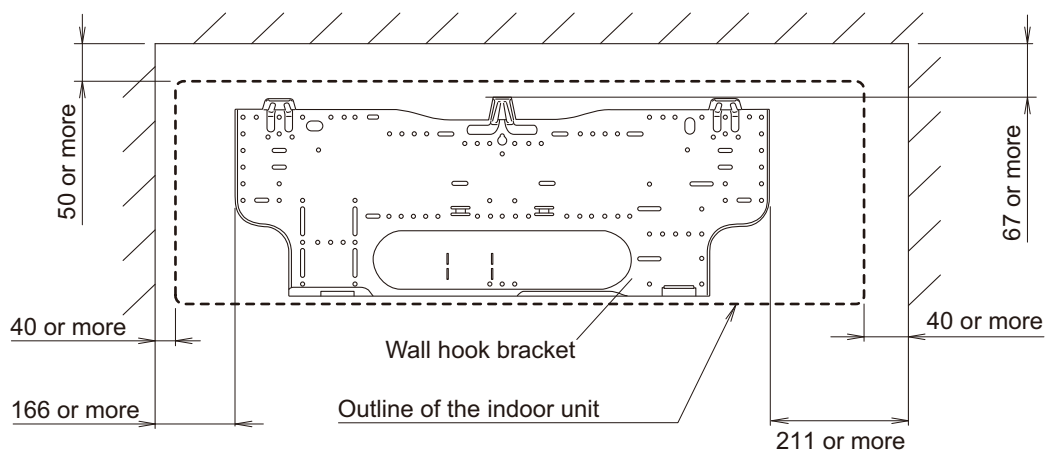 50 or more
67 or more
40 or more
40 or more
Wall hook bracket
166 or more
Outline of the indoor unit
211 or more